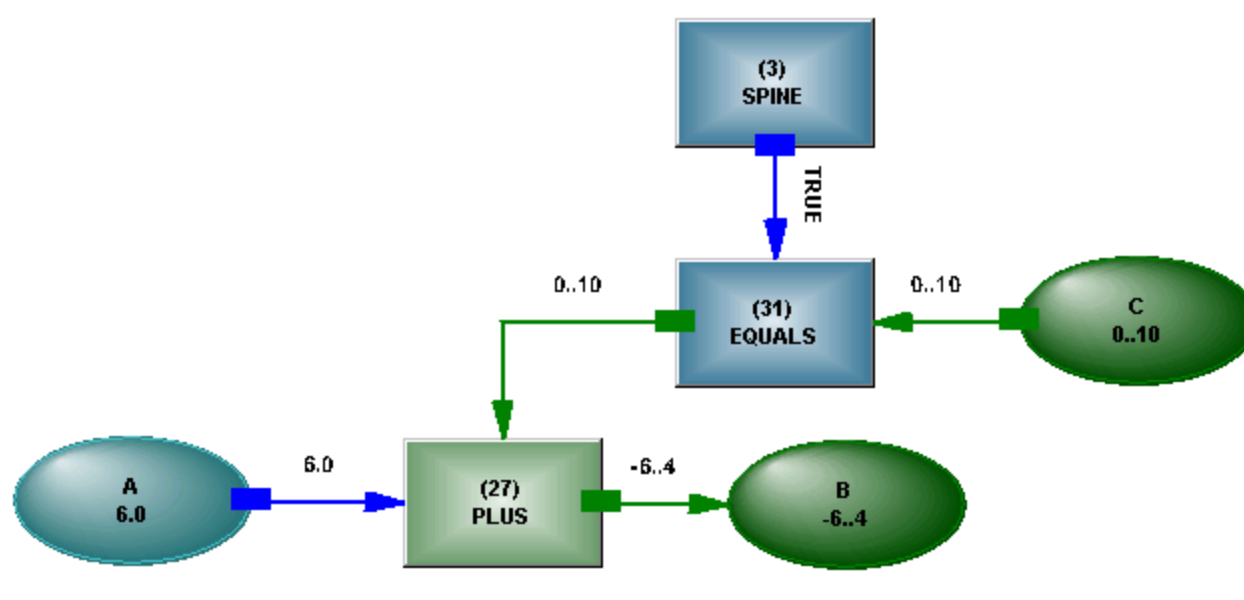 (3)
SPINE
TRUE
0..10
(31)
EQUALS
0..10
C
0..10
A
6.0
6.0
(27)
PLUS
-6..4
B
-6..4